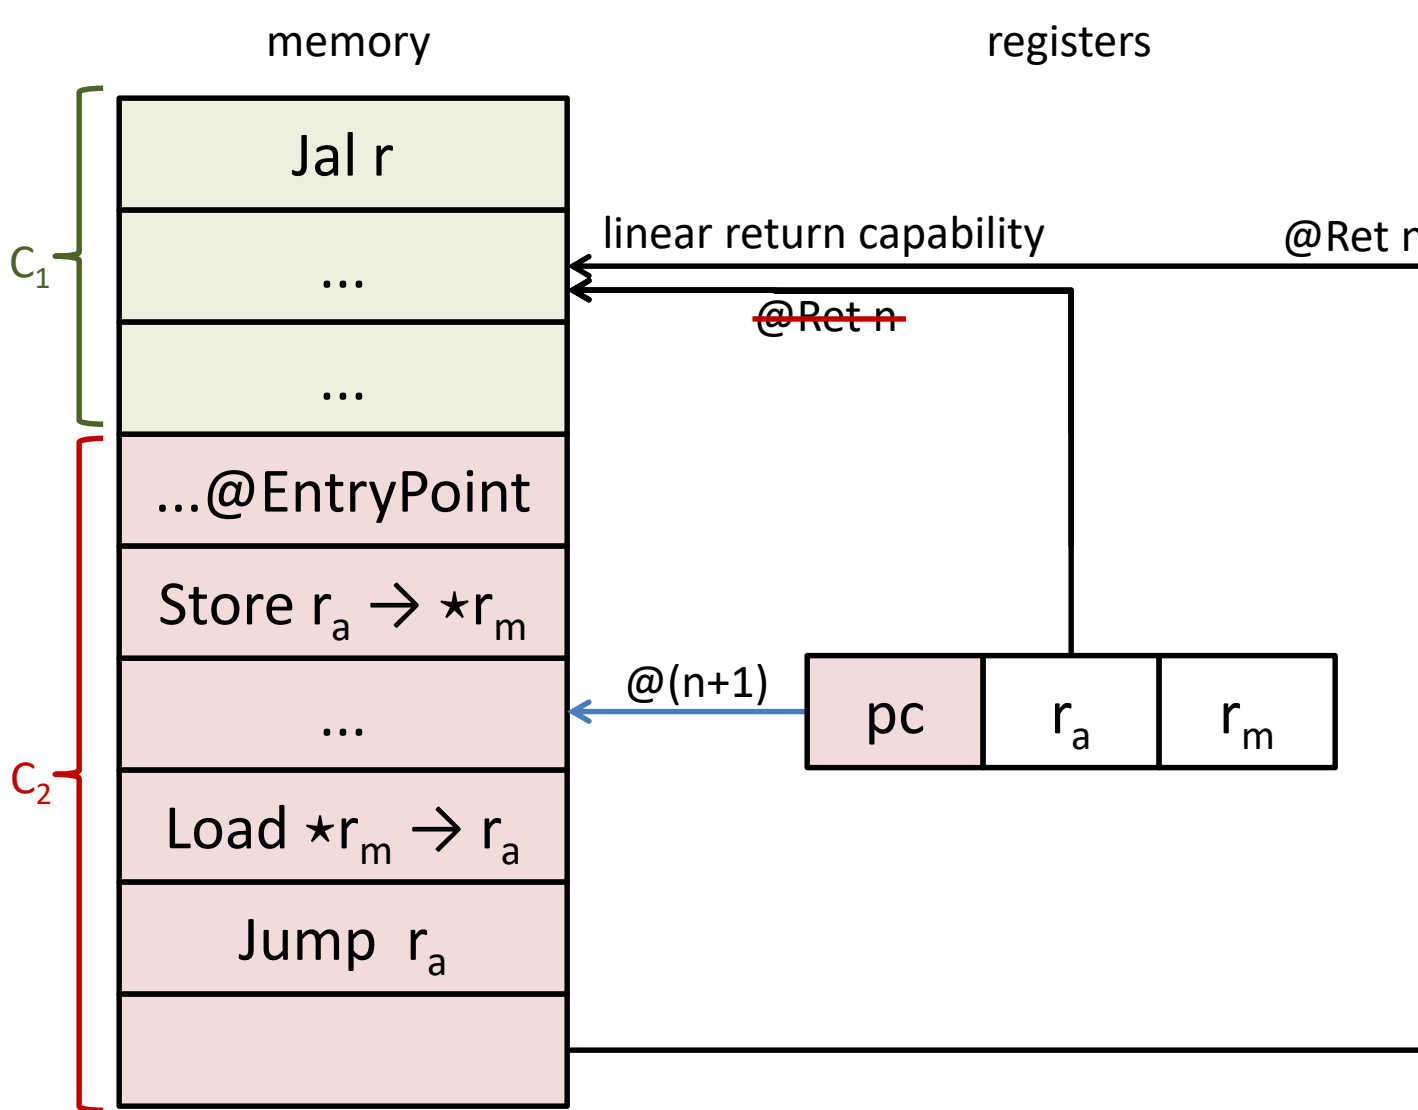 memory
registers
Jal r
linear return capability
@Ret n
C₁
...
@Ret n
...
...@EntryPoint
Store rₐ → ⋆rₘ
@(n+1)
...
pc
rₐ
rₘ
C₂
Load ⋆rₘ → rₐ
Jump rₐ